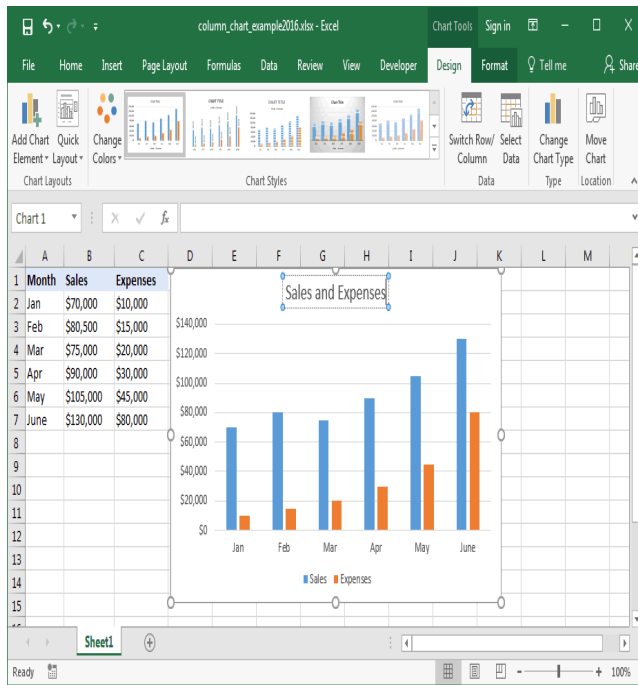 column_chart_example2016.xlsx - Excel
Chart Tools
Sign in
File Home Insert Page Layout Formulas Data Review View Developer Design Format Tell me Share
Add Chart Element
Quick Layout
Change Colors
Switch Row/ Column
Select Data
Change Chart Type
Move Chart
Chart Layouts
Chart Styles
Data
Type
Location
Chart 1
fx
A B C D E F G H I J K L M
1 Month Sales Expenses
2 Jan $70,000 $10,000
3 Feb $80,500 $15,000
4 Mar $75,000 $20,000
5 Apr $90,000 $30,000
6 May $105,000 $45,000
7 June $130,000 $80,000
8
9
10
11
12
13
14
15
Sales and Expenses
$140,000
$120,000
$100,000
$80,000
$60,000
$40,000
$20,000
$0
Jan Feb Mar Apr May June
Sales Expenses
Sheet1
Ready
100%